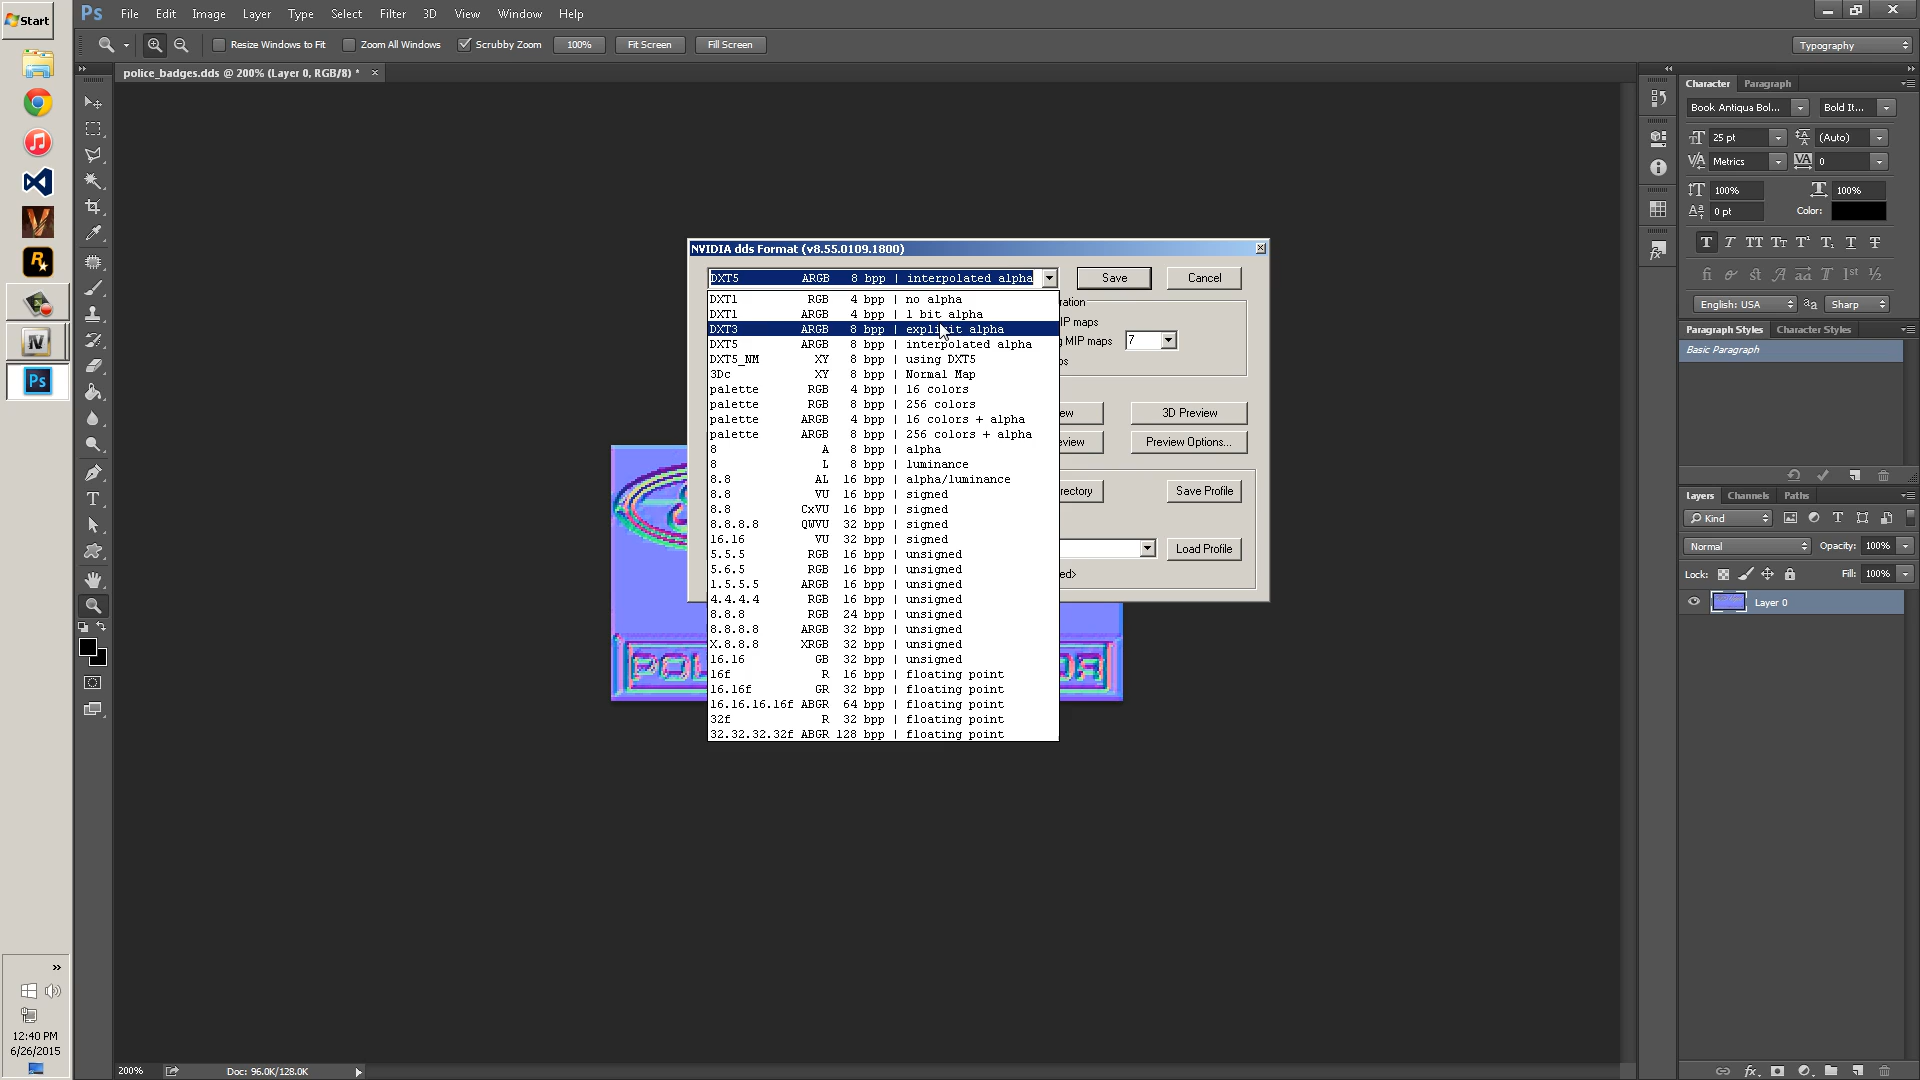 Start
Ps
File Edit Image Layer Type Select Filter 3D View Window Help
Resize Windows to Fit Zoom All Windows Scrubby Zoom 100% Fit Screen Fill Screen Typography
police_badges.dds @ 200% (Layer 0, RGB/8) *
Character Paragraph
Book Antiqua Bol... Bold It...
25 pt (Auto)
Metrics 0
100% 100%
0 pt Color:
English: USA Sharp
Paragraph Styles Character Styles
Basic Paragraph
Layers Channels Paths
Kind
Normal Opacity: 100%
Lock: Fill: 100%
Layer 0
NVIDIA dds Format (v8.55.0109.1800)
DXT5 ARGB 8 bpp | interpolated alpha
Save Cancel
DXT1 RGB 4 bpp | no alpha
DXT1 ARGB 4 bpp | 1 bit alpha
DXT3 ARGB 8 bpp | explicit alpha
DXT5 ARGB 8 bpp | interpolated alpha
DXT5_NM XY 8 bpp | using DXT5
3Dc XY 8 bpp | Normal Map
palette RGB 4 bpp | 16 colors
palette RGB 8 bpp | 256 colors
palette ARGB 4 bpp | 16 colors + alpha
palette ARGB 8 bpp | 256 colors + alpha
8 A 8 bpp | alpha
8 L 8 bpp | luminance
8.8 AL 16 bpp | alpha/luminance
8.8 VU 16 bpp | signed
8.8 CxVU 16 bpp | signed
8.8.8.8 QWVU 32 bpp | signed
16.16 VU 32 bpp | signed
5.5.5 RGB 16 bpp | unsigned
5.6.5 RGB 16 bpp | unsigned
1.5.5.5 ARGB 16 bpp | unsigned
4.4.4.4 RGB 16 bpp | unsigned
8.8.8 RGB 24 bpp | unsigned
8.8.8.8 ARGB 32 bpp | unsigned
X.8.8.8 XRGB 32 bpp | unsigned
16.16 GB 32 bpp | unsigned
16f R 16 bpp | floating point
16.16f GR 32 bpp | floating point
16.16.16.16f ABGR 64 bpp | floating point
32f R 32 bpp | floating point
32.32.32.32f ABGR 128 bpp | floating point
ration
IP maps
g MIP maps 7
ps
ew 3D Preview
eview Preview Options...
rectory Save Profile
Load Profile
ed>
POL
OR
12:40 PM
6/26/2015
200% Doc: 96.0K/128.0K